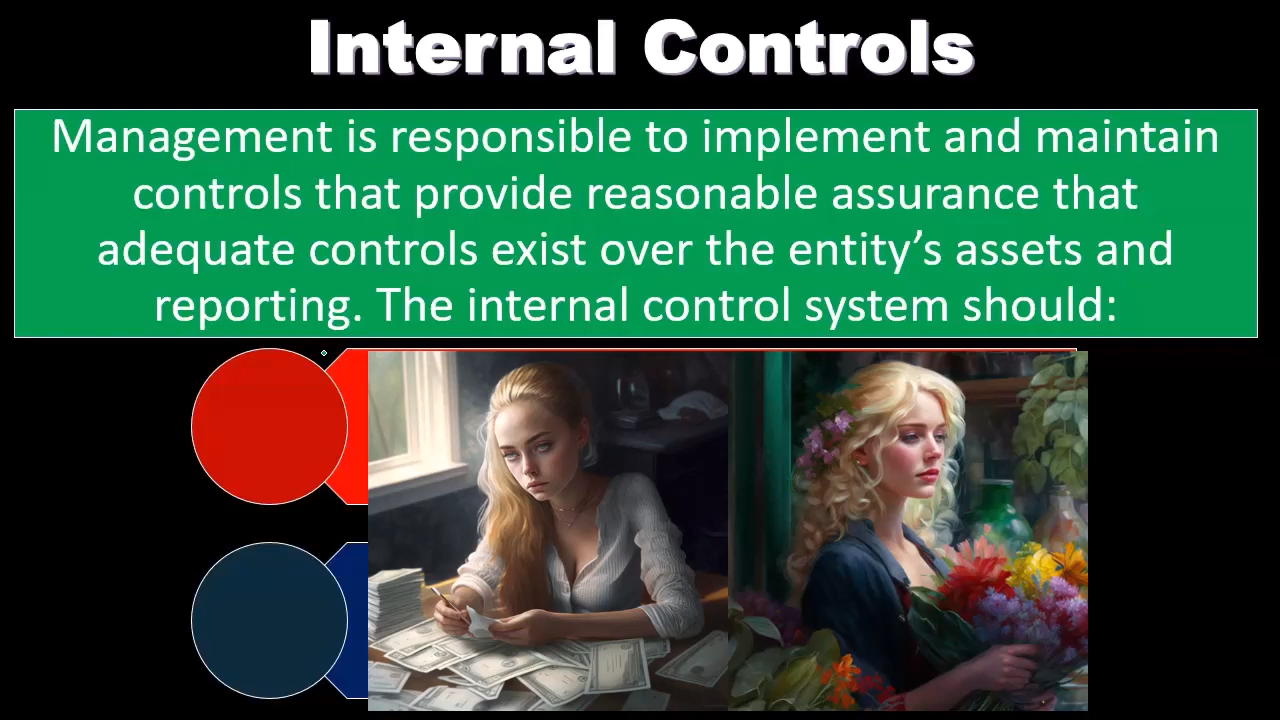 Internal Controls
Management is responsible to implement and maintain
controls that provide reasonable assurance that
adequate controls exist over the entity’s assets and
reporting. The internal control system should: